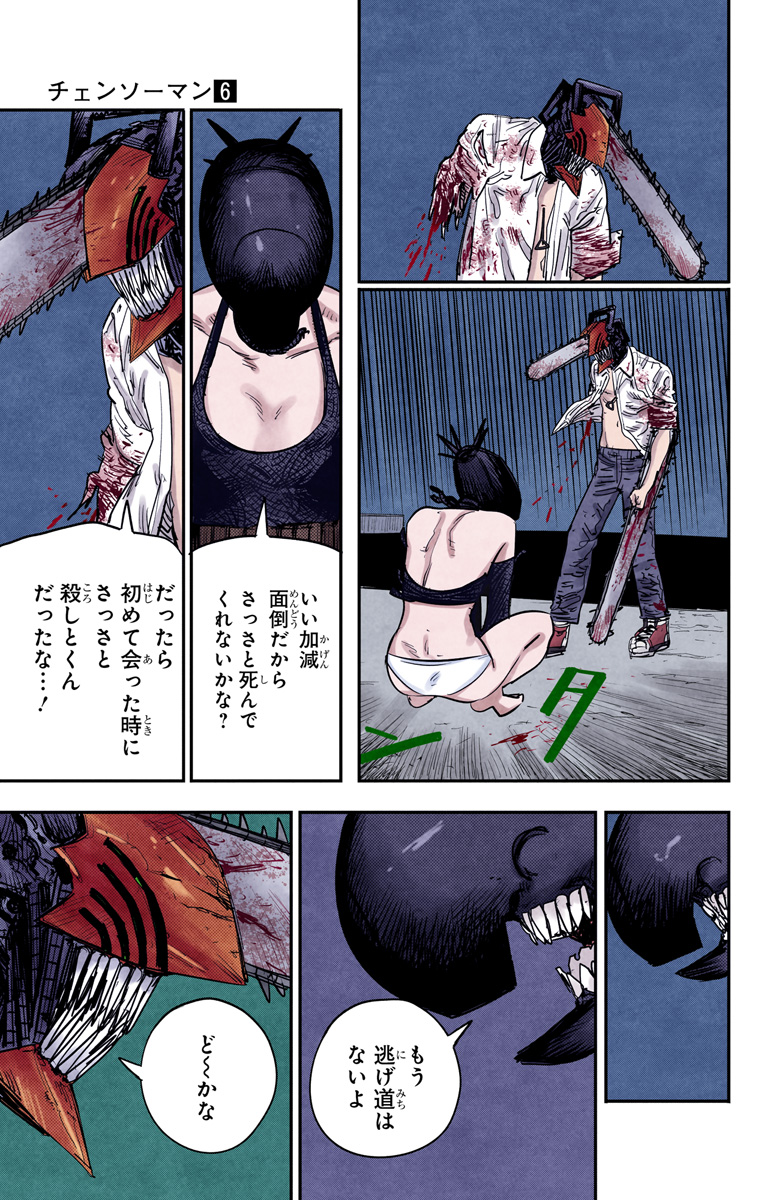 チェンソーマン6
タン
いい加減
面倒だから
さっさと死んで
くれないかな?
だったら
初めて会った時に
さっさと
殺しとくん
だったな…!
もう
逃げ道は
ないよ
ど〜かな